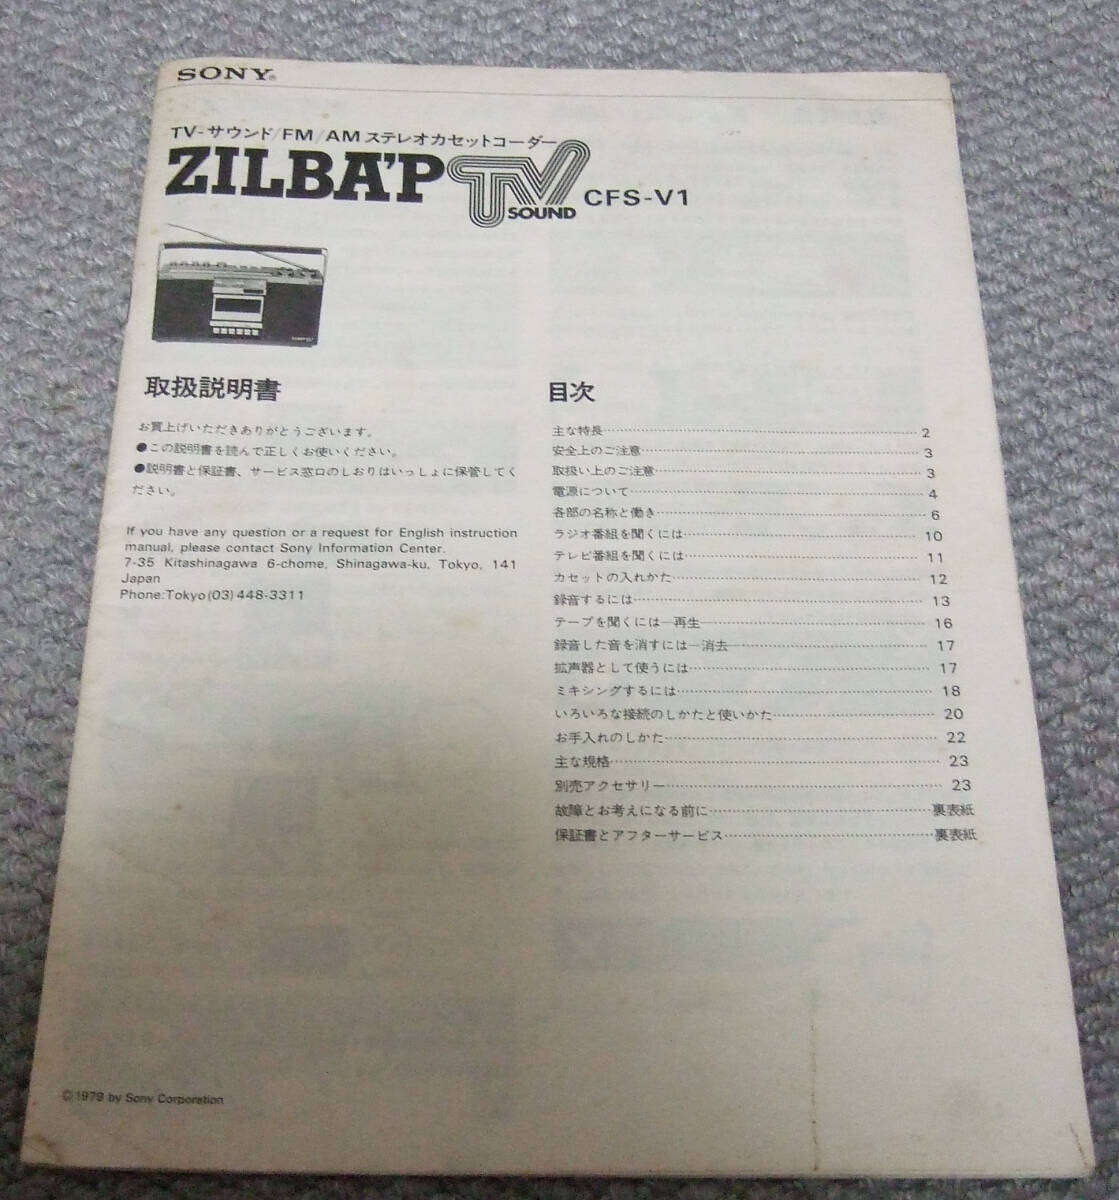 SONY®
TV-サウンド/FM/AMステレオカセットコーダー
ZILBA'P TV SOUND CFS-V1
取扱説明書
お買上げいただきありがとうございます。
●この説明書を読んで正しくお使いください。
●説明書と保証書、サービス窓口のしおりはいっしょに保管してく
ださい。
If you have any question or a request for English instruction
manual, please contact Sony Information Center.
7-35 Kitashinagawa 6-chome, Shinagawa-ku, Tokyo, 141
Japan
Phone:Tokyo(03)448-3311
目次
主な特長 2
安全上のご注意 3
取扱い上のご注意 3
電源について 4
各部の名称と働き 6
ラジオ番組を聞くには 10
テレビ番組を聞くには 11
カセットの入れかた 12
録音するには 13
テープを聞くには—再生 16
録音した音を消すには—消去 17
拡声器として使うには 17
ミキシングするには 18
いろいろな接続のしかたと使いかた 20
お手入れのしかた 22
主な規格 23
別売アクセサリー 23
故障とお考えになる前に 裏表紙
保証書とアフターサービス 裏表紙
©1979 by Sony Corporation